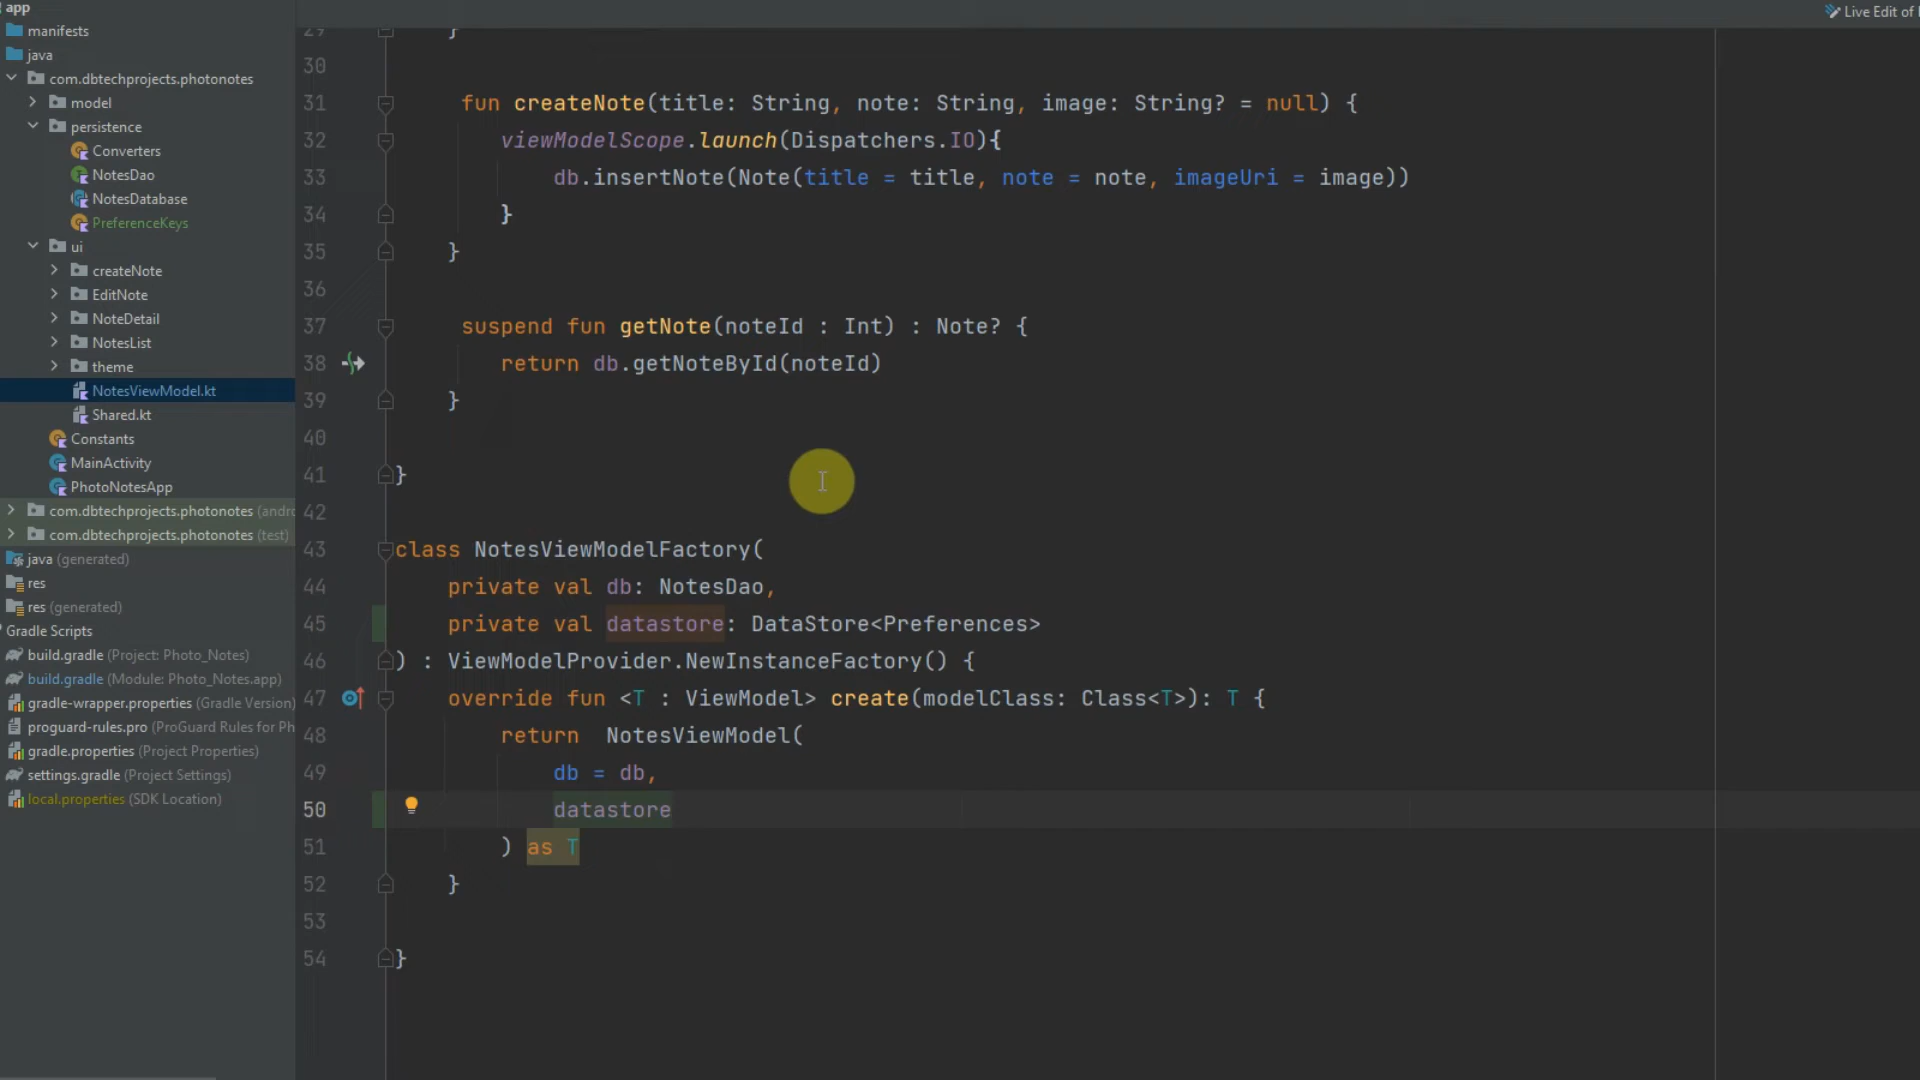 app
manifests
java
com.dbtechprojects.photonotes
model
persistence
Converters
NotesDao
NotesDatabase
PreferenceKeys
ui
createNote
EditNote
NoteDetail
NotesList
theme
NotesViewModel.kt
Shared.kt
Constants
MainActivity
PhotoNotesApp
com.dbtechprojects.photonotes (andro
com.dbtechprojects.photonotes (test)
java (generated)
res
res (generated)
Gradle Scripts
build.gradle (Project: Photo_Notes)
build.gradle (Module: Photo_Notes.app)
gradle-wrapper.properties (Gradle Version)
proguard-rules.pro (ProGuard Rules for Ph
gradle.properties (Project Properties)
settings.gradle (Project Settings)
local.properties (SDK Location)
Live Edit of
29 }
30
31 fun createNote(title: String, note: String, image: String? = null) {
32 viewModelScope.launch(Dispatchers.IO){
33 db.insertNote(Note(title = title, note = note, imageUri = image))
34 }
35 }
36
37 suspend fun getNote(noteId : Int) : Note? {
38 return db.getNoteById(noteId)
39 }
40
41 }
42
43 class NotesViewModelFactory(
44 private val db: NotesDao,
45 private val datastore: DataStore<Preferences>
46 ) : ViewModelProvider.NewInstanceFactory() {
47 override fun <T : ViewModel> create(modelClass: Class<T>): T {
48 return  NotesViewModel(
49 db = db,
50 datastore
51 ) as T
52 }
53
54 }